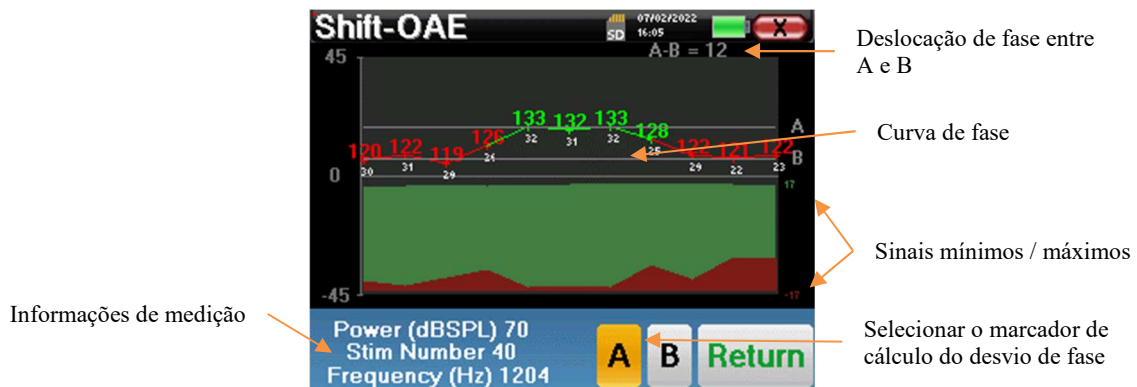 Shift-OAE
SD
07/02/2022
16:05
X
A-B = 12
Deslocação de fase entre
A e B
45
133 132 133
126 128
120 122 119 122 121 122
32 31 32
26 25
30 31 29 29 22 23
A
B
Curva de fase
0
17
Sinais mínimos / máximos
-45
-17
Informações de medição
Power (dBSPL) 70
Stim Number 40
Frequency (Hz) 1204
A
B
Return
Selecionar o marcador de
cálculo do desvio de fase